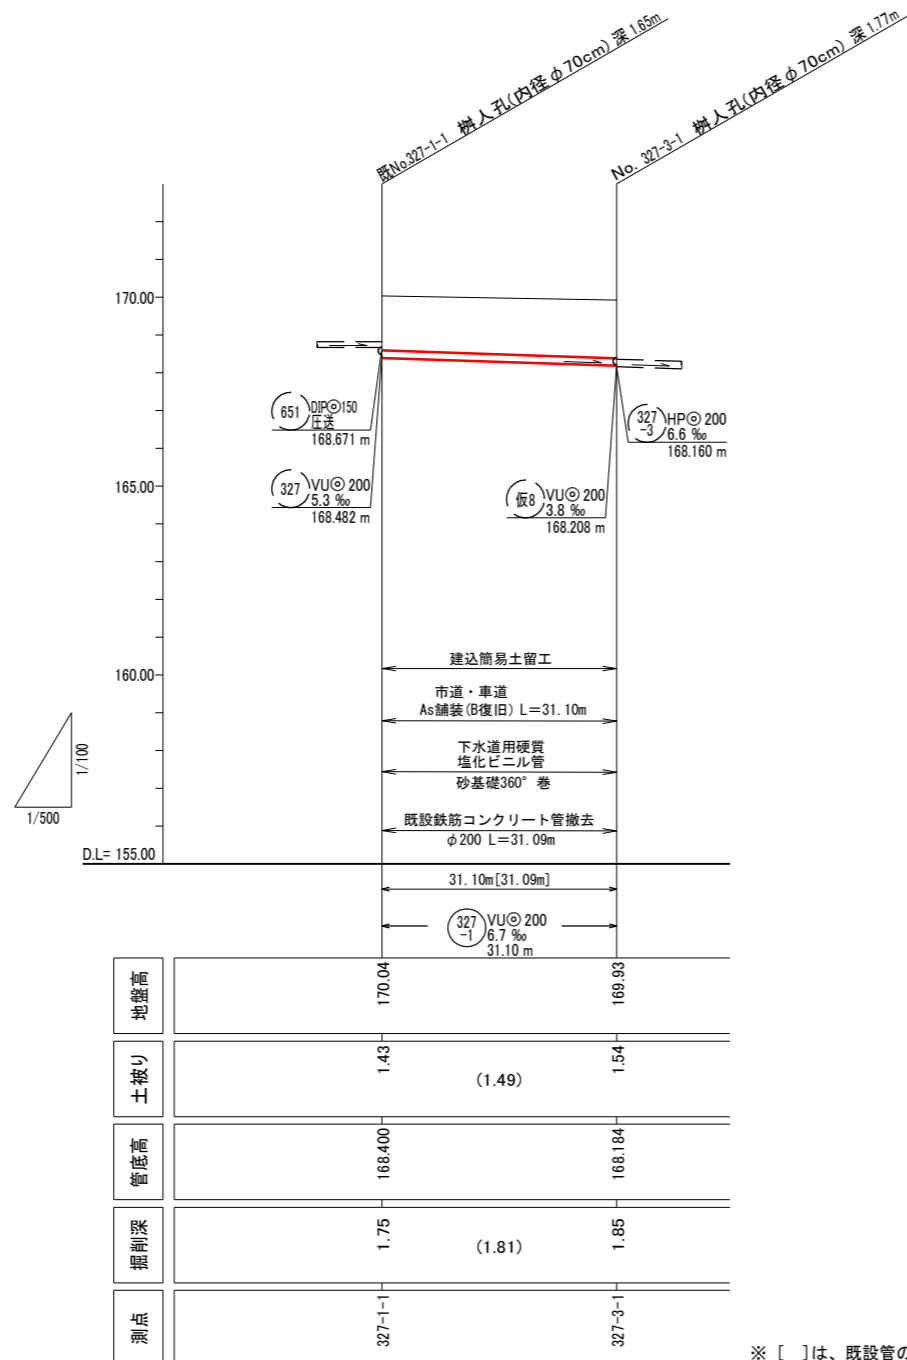 既No.327-1-1 桝人孔(内径φ70cm) 深 1.65m
No. 327-3-1 桝人孔(内径φ70cm) 深 1.77m
170.00
651 DIP◎150
圧送
168.671 m
327 VU◎200
5.3 ‰
168.482 m
327
-3 HP◎200
6.6 ‰
168.160 m
仮8 VU◎200
3.8 ‰
168.208 m
165.00
160.00
建込簡易土留工
市道・車道
As舗装(B復旧) L=31.10m
下水道用硬質
塩化ビニル管
砂基礎360° 巻
既設鉄筋コンクリート管撤去
φ200 L=31.09m
1/100
1/500
D.L= 155.00
31.10m[31.09m]
327
-1 VU◎200
6.7 ‰
31.10 m
地盤高 170.04 169.93
土被り 1.43 (1.49) 1.54
管底高 168.400 168.184
掘削深 1.75 (1.81) 1.85
測点 327-1-1 327-3-1
※ [ ]は、既設管の